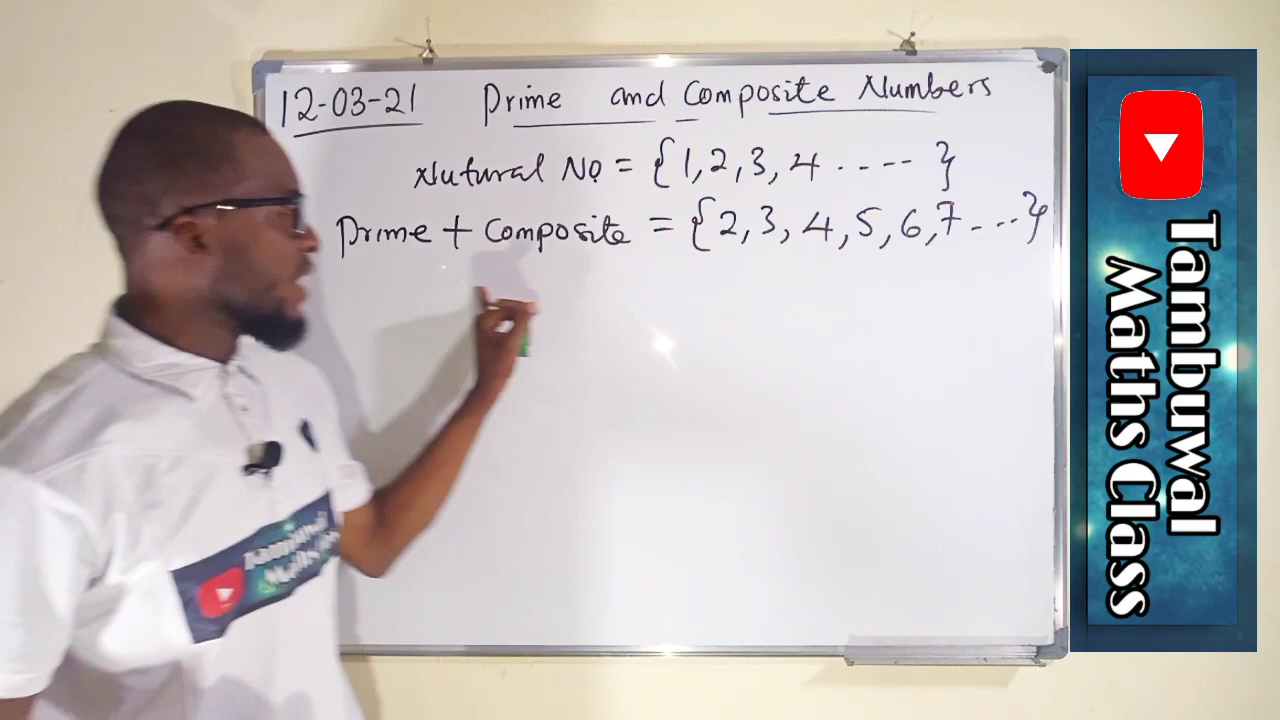 12-03-21 Prime and Composite Numbers
Nutural No = {1,2,3,4 ....}
Prime + Composite = {2,3,4,5,6,7...}
Tambuwal
Maths Class